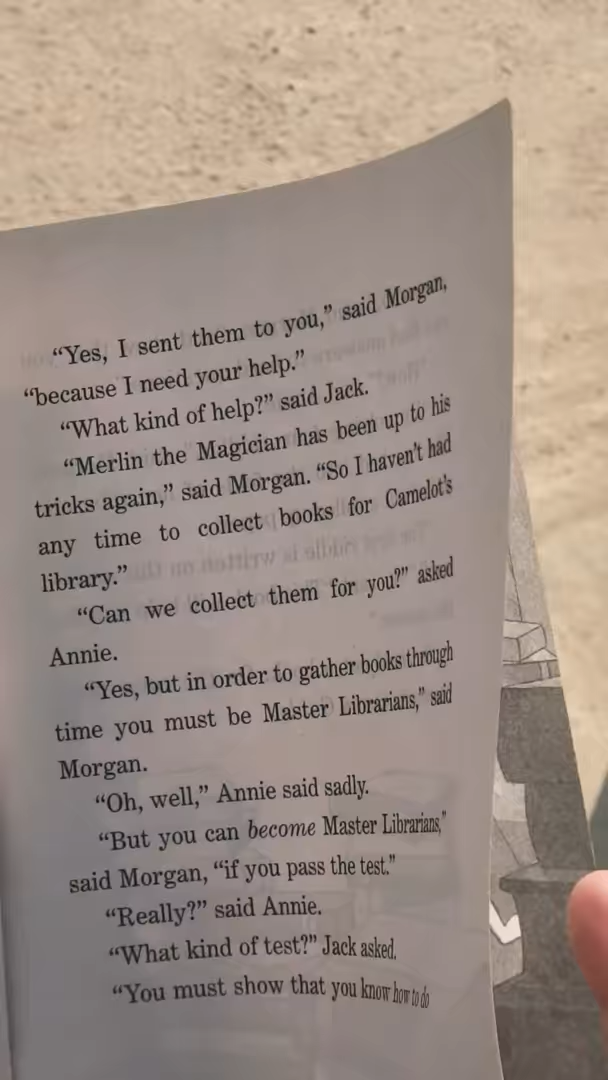 “Yes, I sent them to you,” said Morgan,
“because I need your help.”
“What kind of help?” said Jack.
“Merlin the Magician has been up to his
tricks again,” said Morgan. “So I haven’t had
any time to collect books for Camelot’s
library.”
“Can we collect them for you?” asked
Annie.
“Yes, but in order to gather books through
time you must be Master Librarians,” said
Morgan.
“Oh, well,” Annie said sadly.
“But you can become Master Librarians,”
said Morgan, “if you pass the test.”
“Really?” said Annie.
“What kind of test?” Jack asked.
“You must show that you know how to do